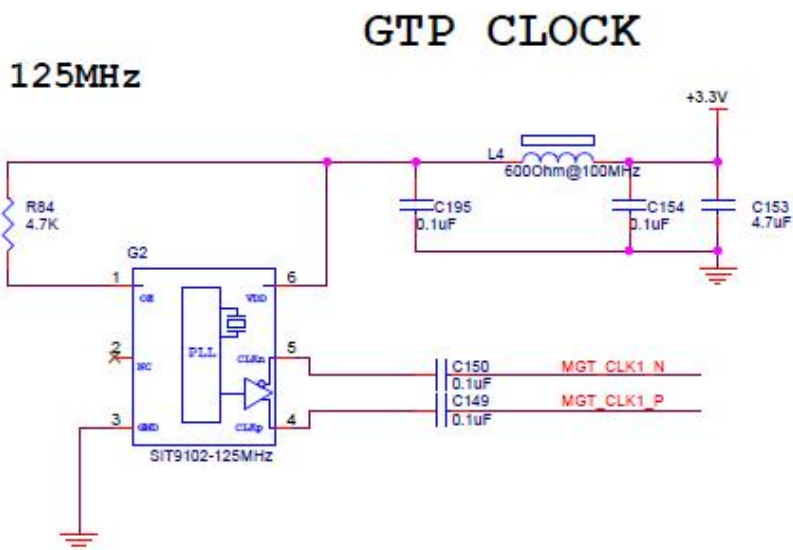 GTP CLOCK
125MHz
+3.3V
L4
600Ohm@100MHz
R84
4.7K
C195
0.1uF
C154
0.1uF
C153
4.7uF
G2
1
OE
6
VDD
2
NC
PLL
5
CLKn
C150
0.1uF
MGT_CLK1_N
3
GND
4
CLKp
C149
0.1uF
MGT_CLK1_P
SIT9102-125MHz